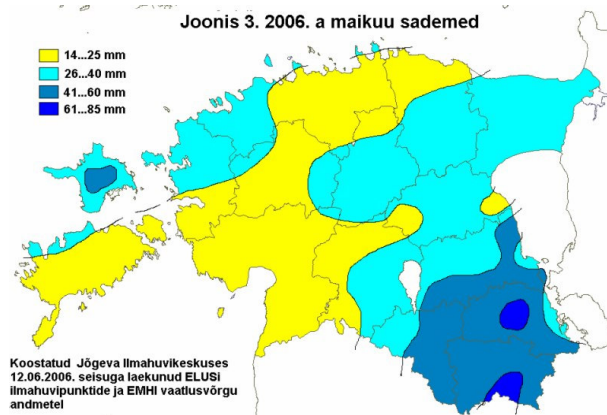 Joonis 3. 2006. a maikuu sademed
14...25 mm
26...40 mm
41...60 mm
61...85 mm
Koostatud Jõgeva Ilmahuvikeskuses
12.06.2006. seisuga laekunud ELUSi
ilmahuvipunktide ja EMHI vaatlusvõrgu
andmetel